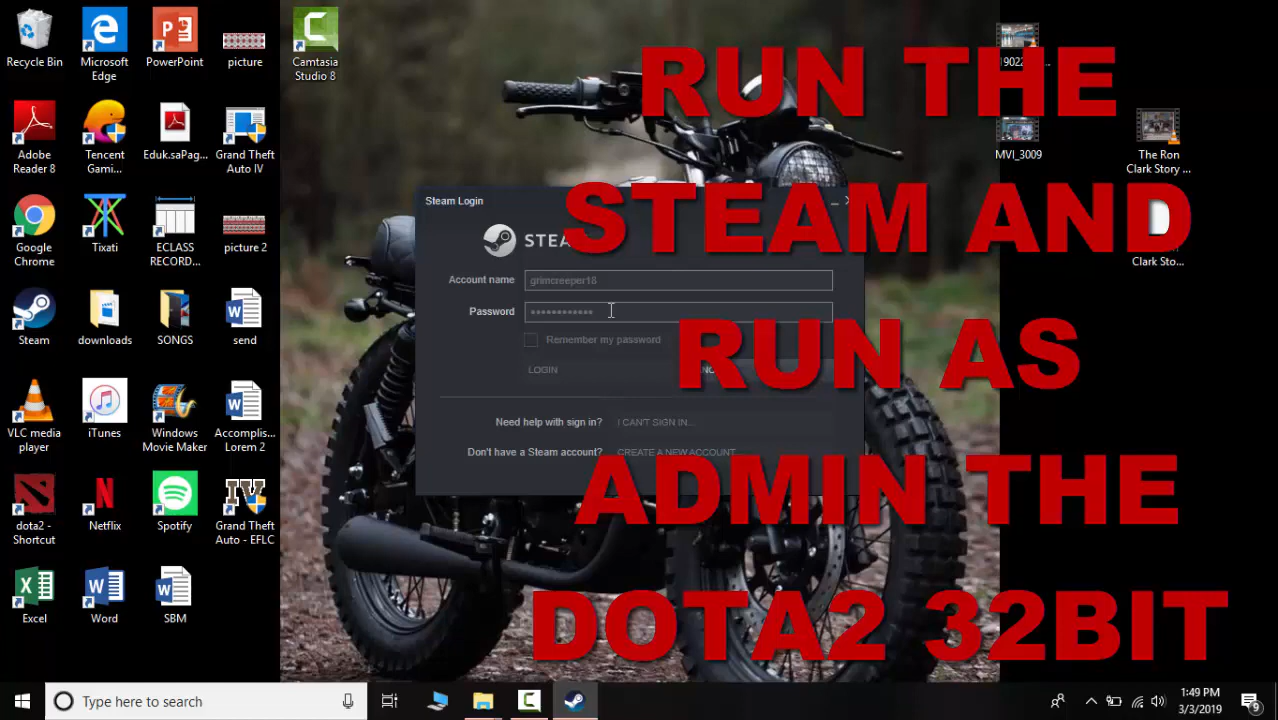 Recycle Bin
Microsoft
Edge
PowerPoint
picture
Camtasia
Studio 8
Adobe
Reader 8
Tencent
Gami...
Eduk.saPag...
Grand Theft
Auto IV
MVI_3009
The Ron
Clark Story ...
Google
Chrome
Tixati
ECLASS
RECORD...
picture 2
Clark Sto...
Steam
downloads
SONGS
send
VLC media
player
iTunes
Windows
Movie Maker
Accomplis...
Lorem 2
dota2 -
Shortcut
Netflix
Spotify
Grand Theft
Auto - EFLC
Excel
Word
SBM
RUN THE
STEAM AND
RUN AS
ADMIN THE
DOTA2 32BIT
Steam Login
Account name
grimcreeper18
Password
Remember my password
LOGIN
Need help with sign in?
I CAN'T SIGN IN...
Don't have a Steam account?
CREATE A NEW ACCOUNT...
Type here to search
1:49 PM
3/3/2019
9